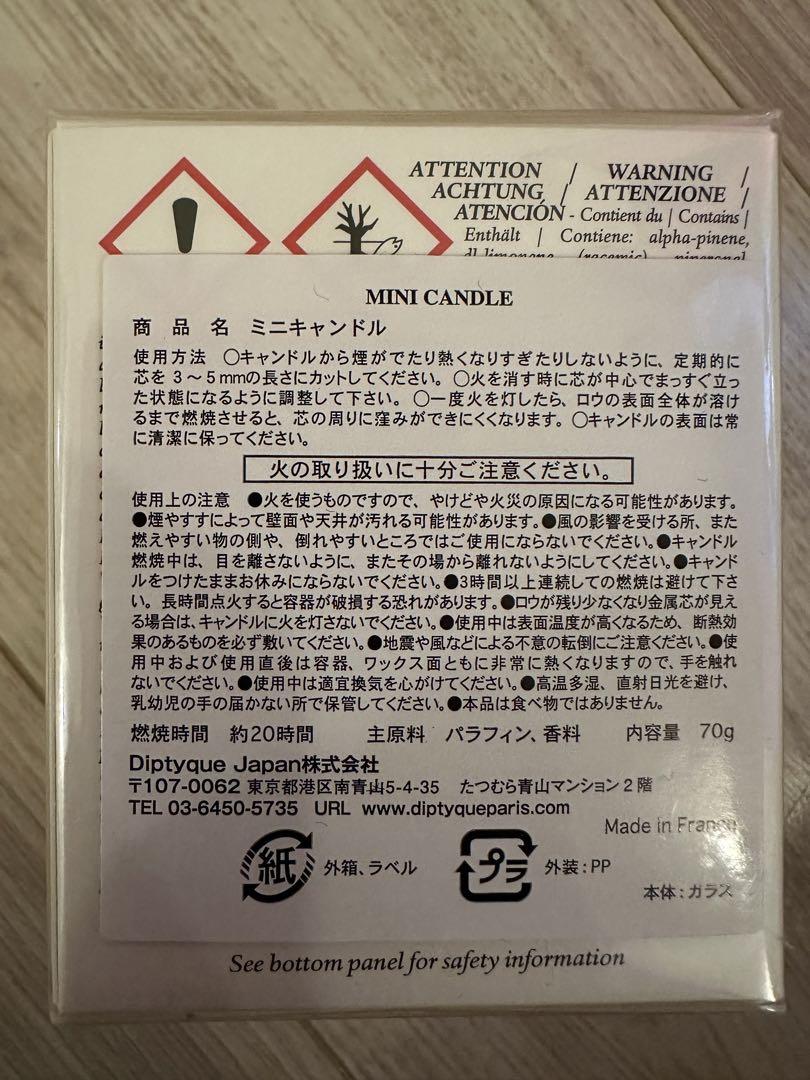 ATTENTION / WARNING /
ACHTUNG / ATTENZIONE /
ATENCIÓN - Contient du | Contains |
Enthält | Contiene: alpha-pinene,
dl-limonene (racemic), piperonal,
MINI CANDLE
商品名 ミニキャンドル
使用方法 ○キャンドルから煙がでたり熱くなりすぎたりしないように、定期的に
芯を 3~5mmの長さにカットしてください。○火を消す時に芯が中心でまっすぐ立っ
た状態になるように調整して下さい。○一度火を灯したら、ロウの表面全体が溶け
るまで燃焼させると、芯の周りに窪みができにくくなります。○キャンドルの表面は常
に清潔に保ってください。
火の取り扱いに十分ご注意ください。
使用上の注意 ●火を使うものですので、やけどや火災の原因になる可能性があります。
●煙やすすによって壁面や天井が汚れる可能性があります。●風の影響を受ける所、また
燃えやすい物の側や、倒れやすいところではご使用にならないでください。●キャンドル
燃焼中は、目を離さないように、またその場から離れないようにしてください。●キャンド
ルをつけたままお休みにならないでください。●3時間以上連続しての燃焼は避けて下さ
い。長時間点火すると容器が破損する恐れがあります。●ロウが残り少なくなり金属芯が見え
る場合は、キャンドルに火を灯さないでください。●使用中は表面温度が高くなるため、断熱効
果のあるものを必ず敷いてください。●地震や風などによる不意の転倒にご注意ください。●使
用中および使用直後は容器、ワックス面ともに非常に熱くなりますので、手を触れ
ないでください。●使用中は適宜換気を心がけてください。●高温多湿、直射日光を避け、
乳幼児の手の届かない所で保管してください。●本品は食べ物ではありません。
燃焼時間 約20時間 主原料 パラフィン、香料 内容量 70g
Diptyque Japan株式会社
〒107-0062 東京都港区南青山5-4-35 たつむら青山マンション2階
TEL 03-6450-5735 URL www.diptyqueparis.com
Made in France
紙 外箱、ラベル プラ 外装:PP
本体:ガラス
See bottom panel for safety information